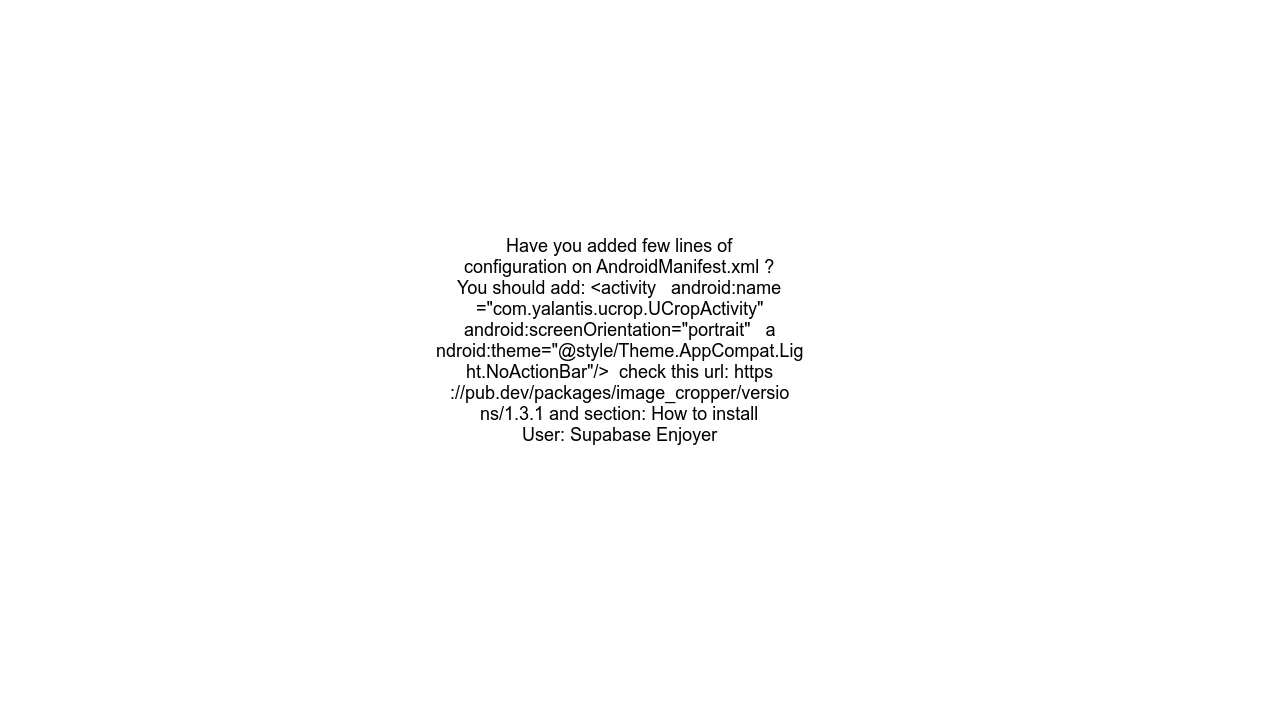 Have you added few lines of
configuration on AndroidManifest.xml ?
You should add: <activity   android:name
="com.yalantis.ucrop.UCropActivity"
android:screenOrientation="portrait"   a
ndroid:theme="@style/Theme.AppCompat.Lig
ht.NoActionBar"/>  check this url: https
://pub.dev/packages/image_cropper/versio
ns/1.3.1 and section: How to install
User: Supabase Enjoyer